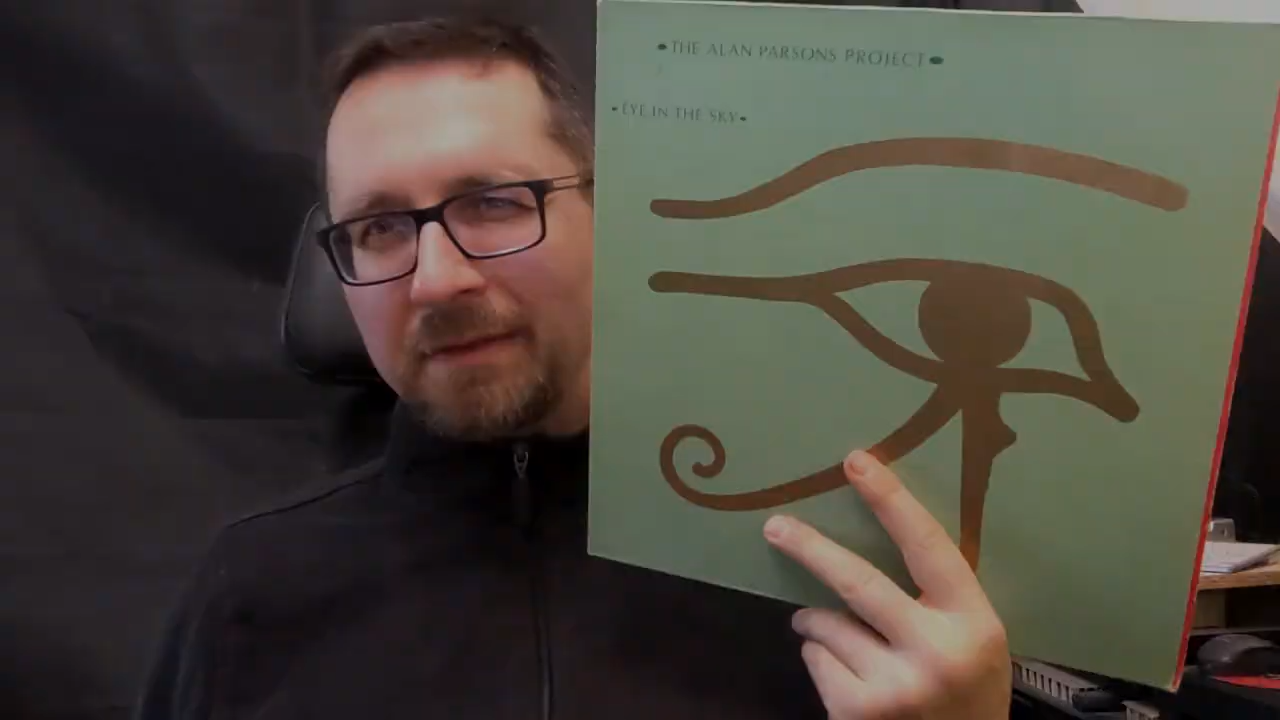 •THE ALAN PARSONS PROJECT•
•EYE IN THE SKY•